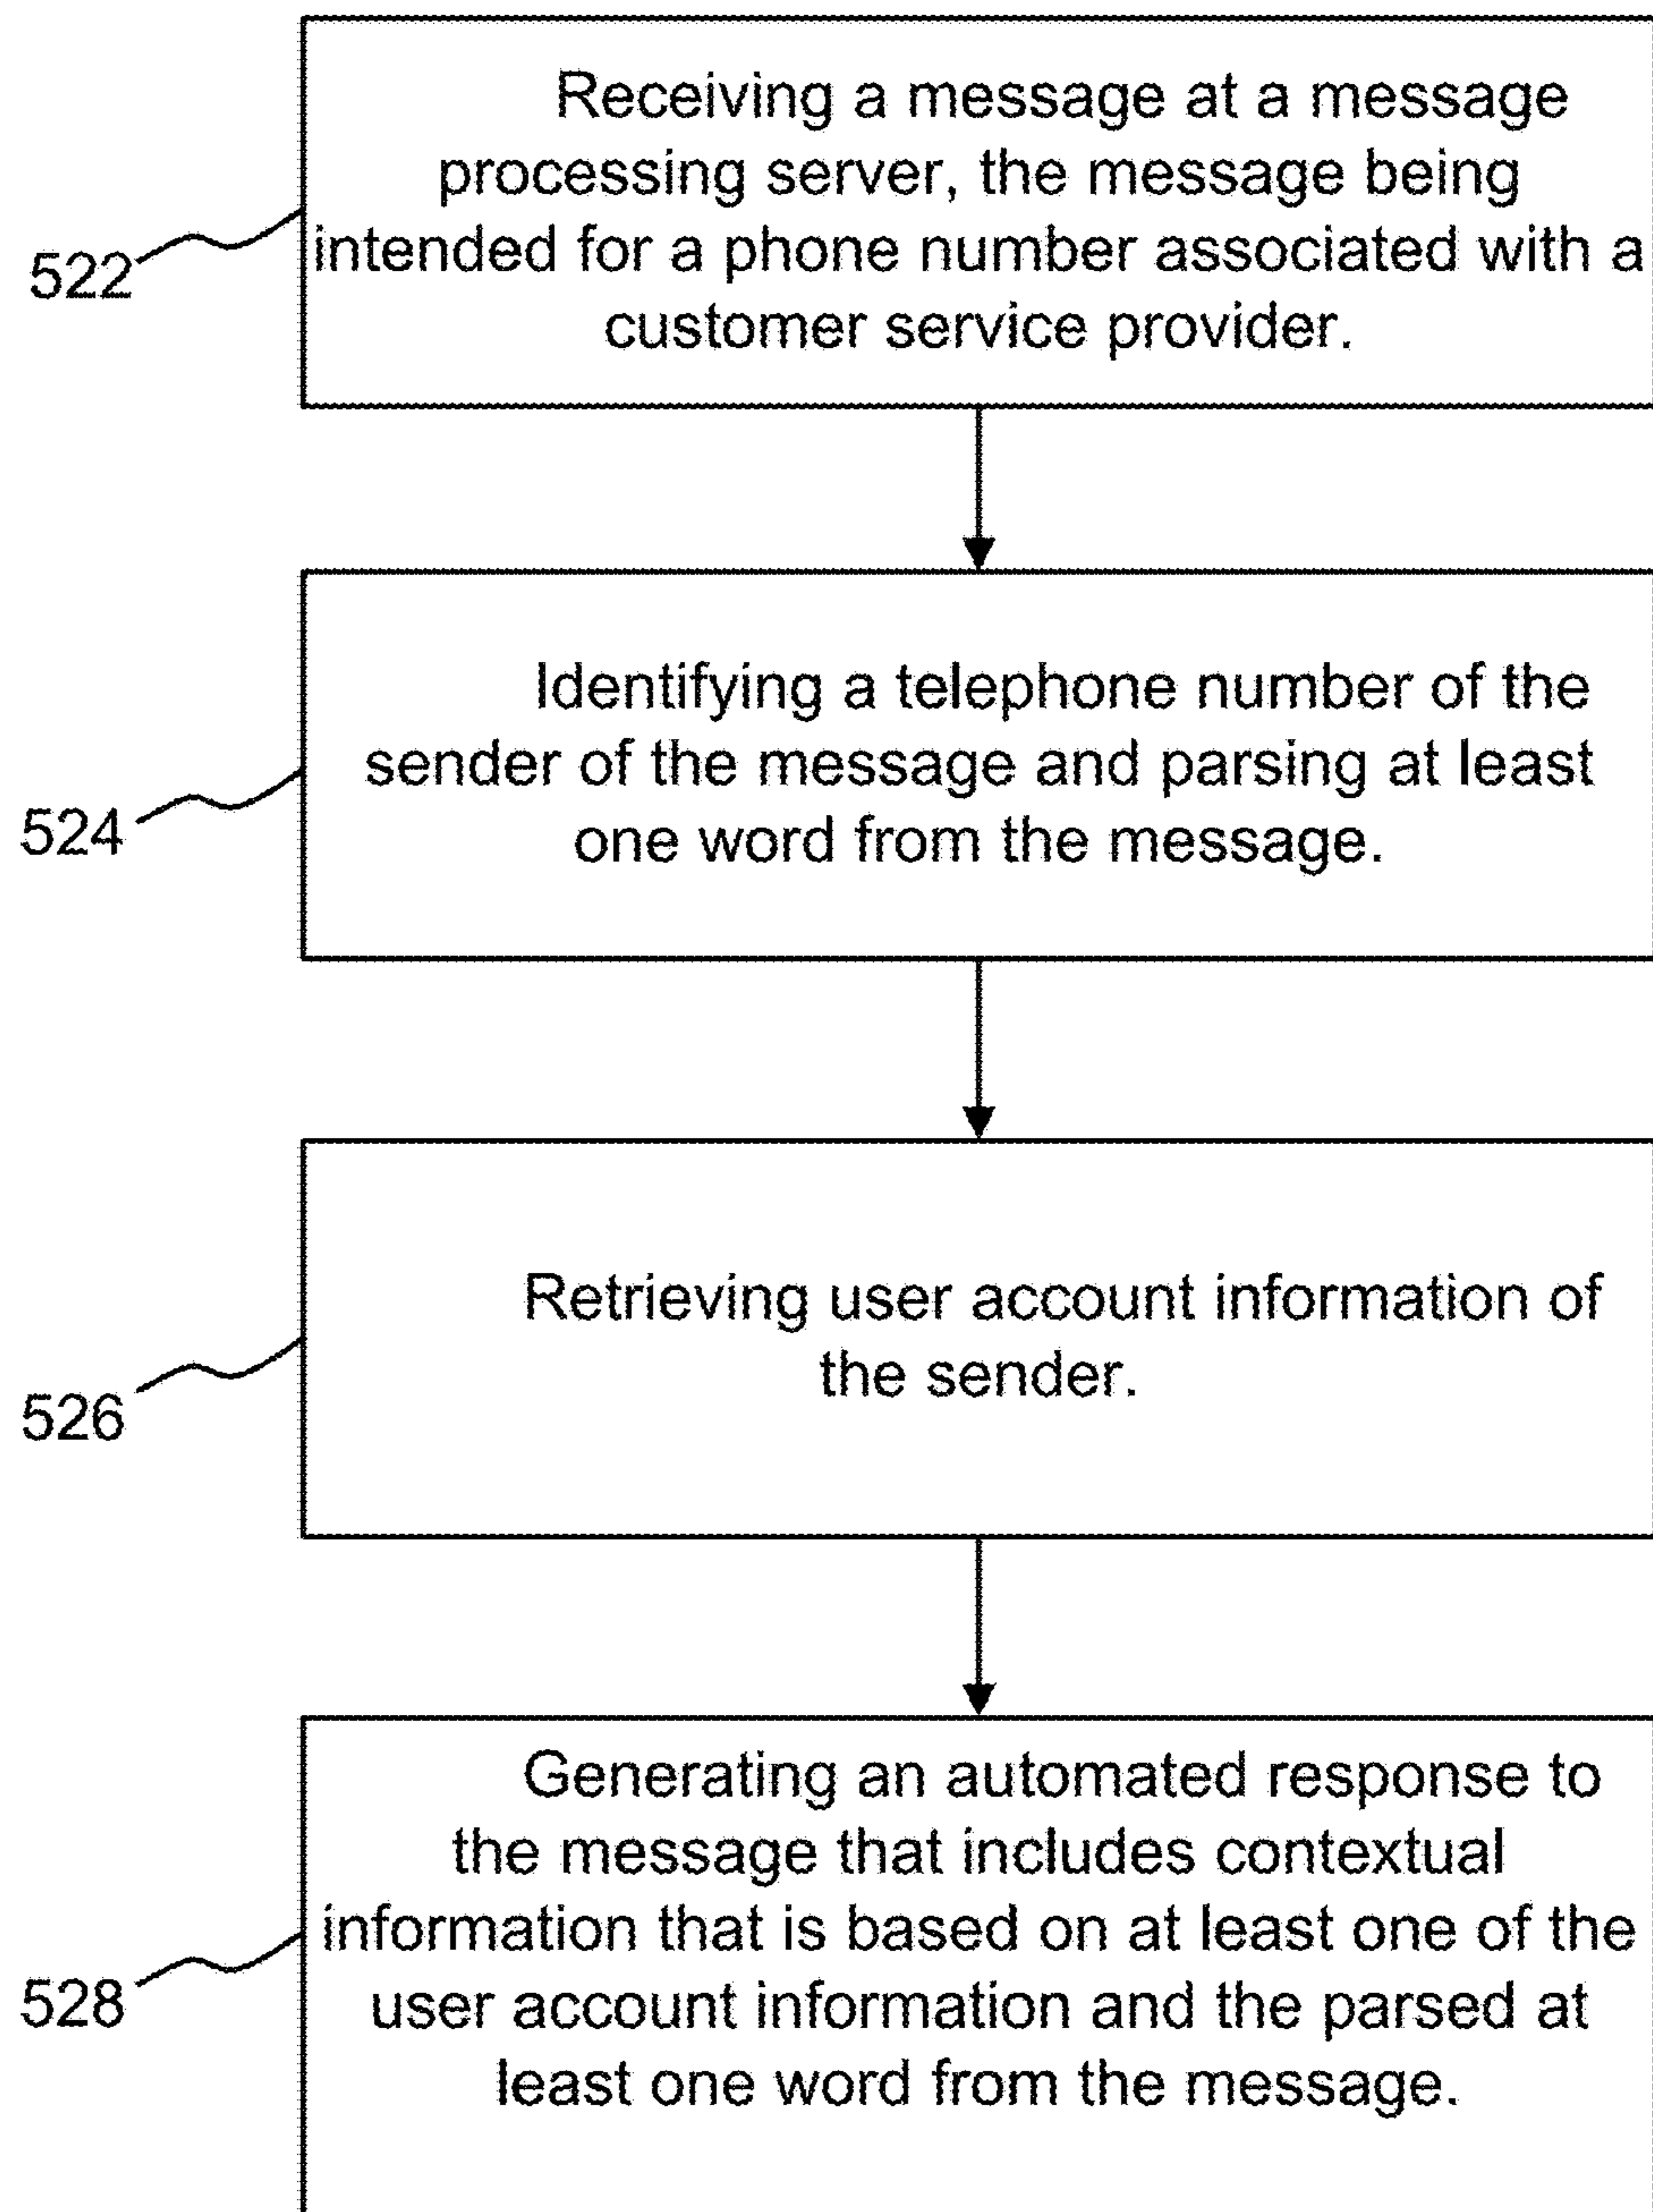 Receiving a message at a message
processing server, the message being
intended for a phone number associated with a
customer service provider.
522
Identifying a telephone number of the
sender of the message and parsing at least
one word from the message.
524
Retrieving user account information of
the sender.
526
Generating an automated response to
the message that includes contextual
information that is based on at least one of the
user account information and the parsed at
least one word from the message.
528